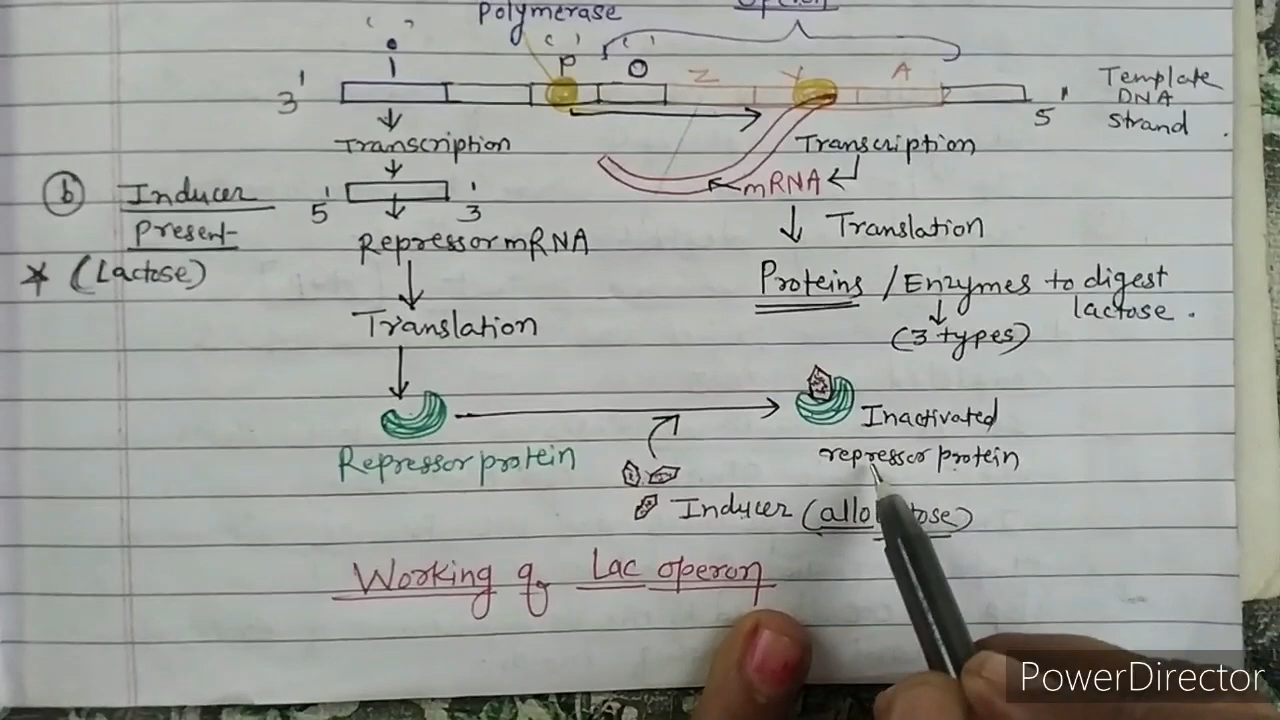 Polymerase
Operon
i P O Z Y A
3' 5'
Template
DNA
strand.
Transcription
Transcription
mRNA
(b) Inducer
Present
* (Lactose)
5' 3'
Repressor mRNA
Translation
Translation
Proteins / Enzymes to digest
lactose.
(3 types)
Repressor protein
Inactivated
repressor protein
Inducer
Working of Lac operon
PowerDirector